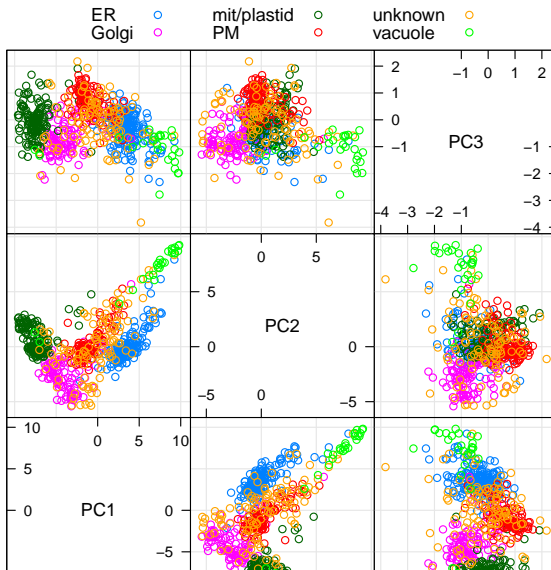 ER mit/plastid unknown
Golgi PM vacuole
2 −1 0 1 2
1
0
−1 PC3 −1
−2
−3
−4 −3 −2 −1 −4
0 5
5 5
0 PC2 0
−5 0 −5
10 0 5 10
5
0 PC1 0
−5 −5